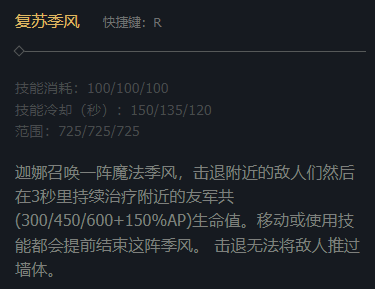 复苏季风 快捷键：R
技能消耗：100/100/100
技能冷却（秒）：150/135/120
范围：725/725/725
迦娜召唤一阵魔法季风，击退附近的敌人们然后
在3秒里持续治疗附近的友军共
(300/450/600+150%AP)生命值。移动或使用技
能都会提前结束这阵季风。 击退无法将敌人推过
墙体。